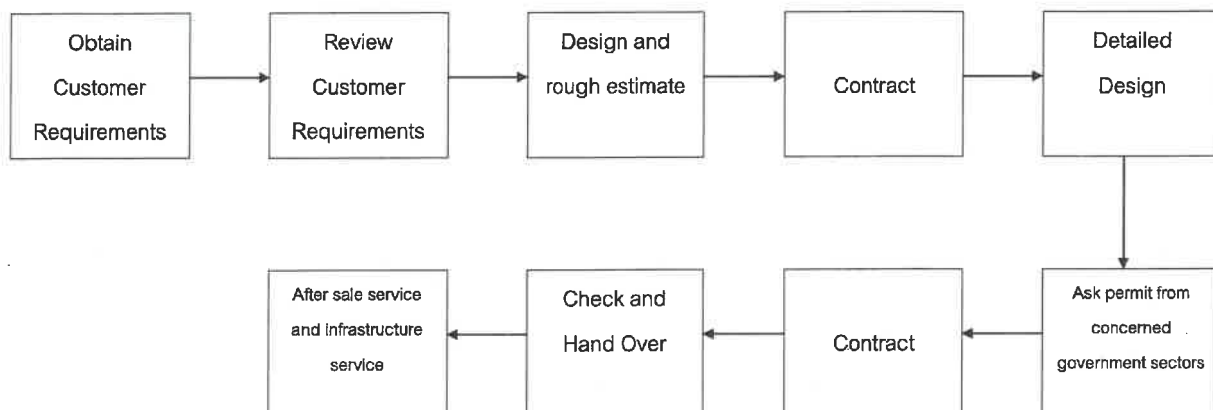 Obtain
Customer
Requirements
Review
Customer
Requirements
Design and
rough estimate
Contract
Detailed
Design
Ask permit from
concerned
government sectors
Contract
Check and
Hand Over
After sale service
and infrastructure
service